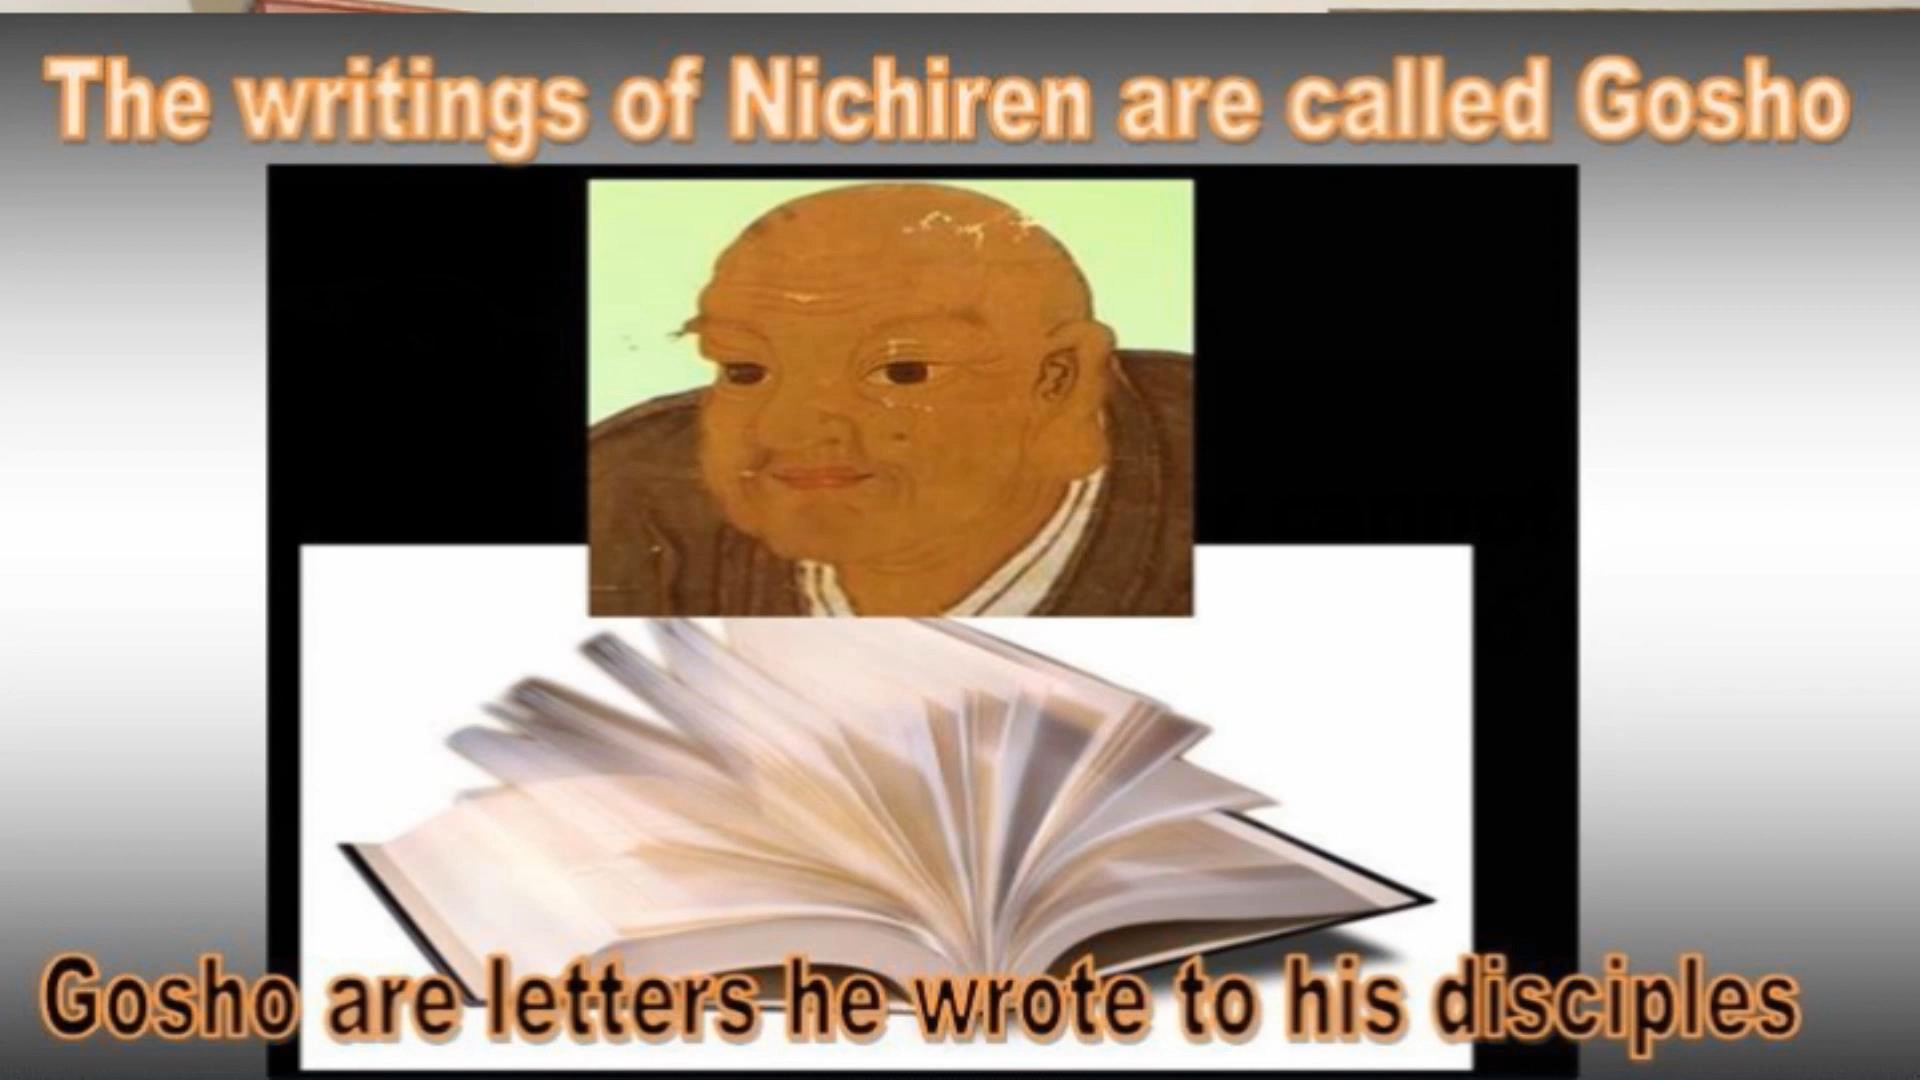 The writings of Nichiren are called Gosho
Gosho are letters he wrote to his disciples